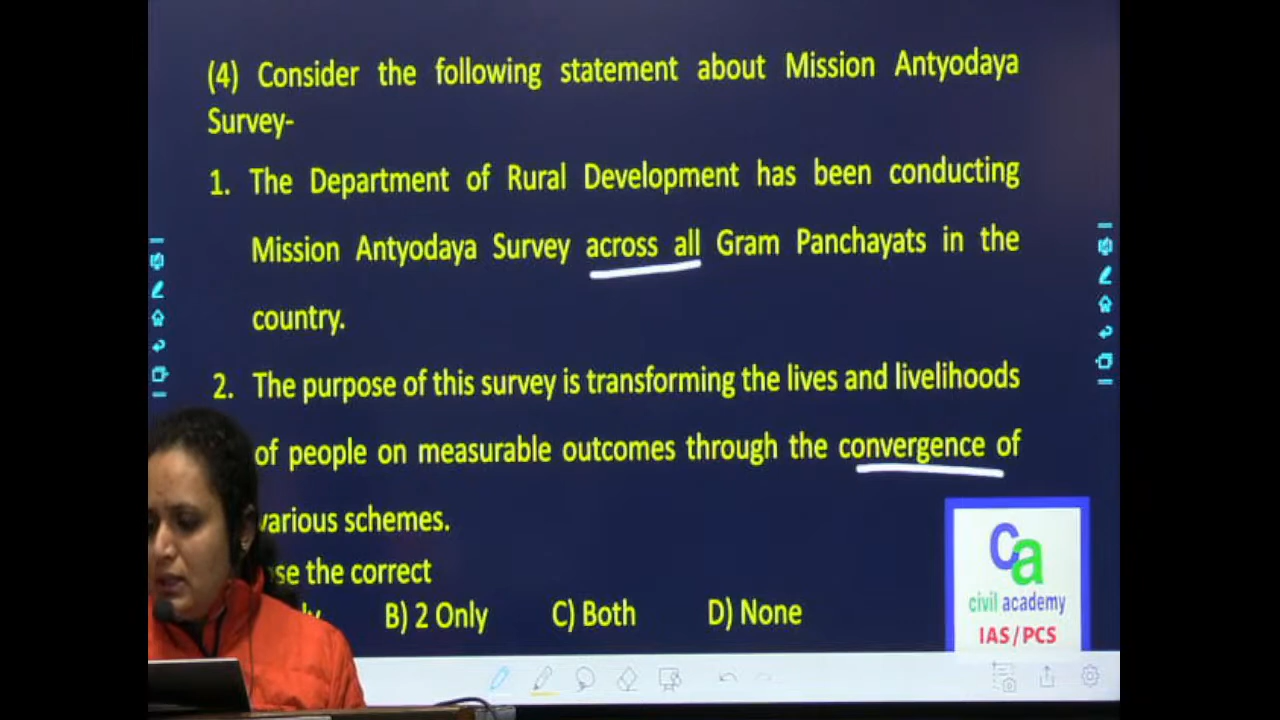 (4) Consider the following statement about Mission Antyodaya
Survey-
1. The Department of Rural Development has been conducting
Mission Antyodaya Survey across all Gram Panchayats in the
country.
2. The purpose of this survey is transforming the lives and livelihoods
of people on measurable outcomes through the convergence of
various schemes.
the correct
B) 2 Only C) Both D) None
Ca
civil academy
IAS/PCS